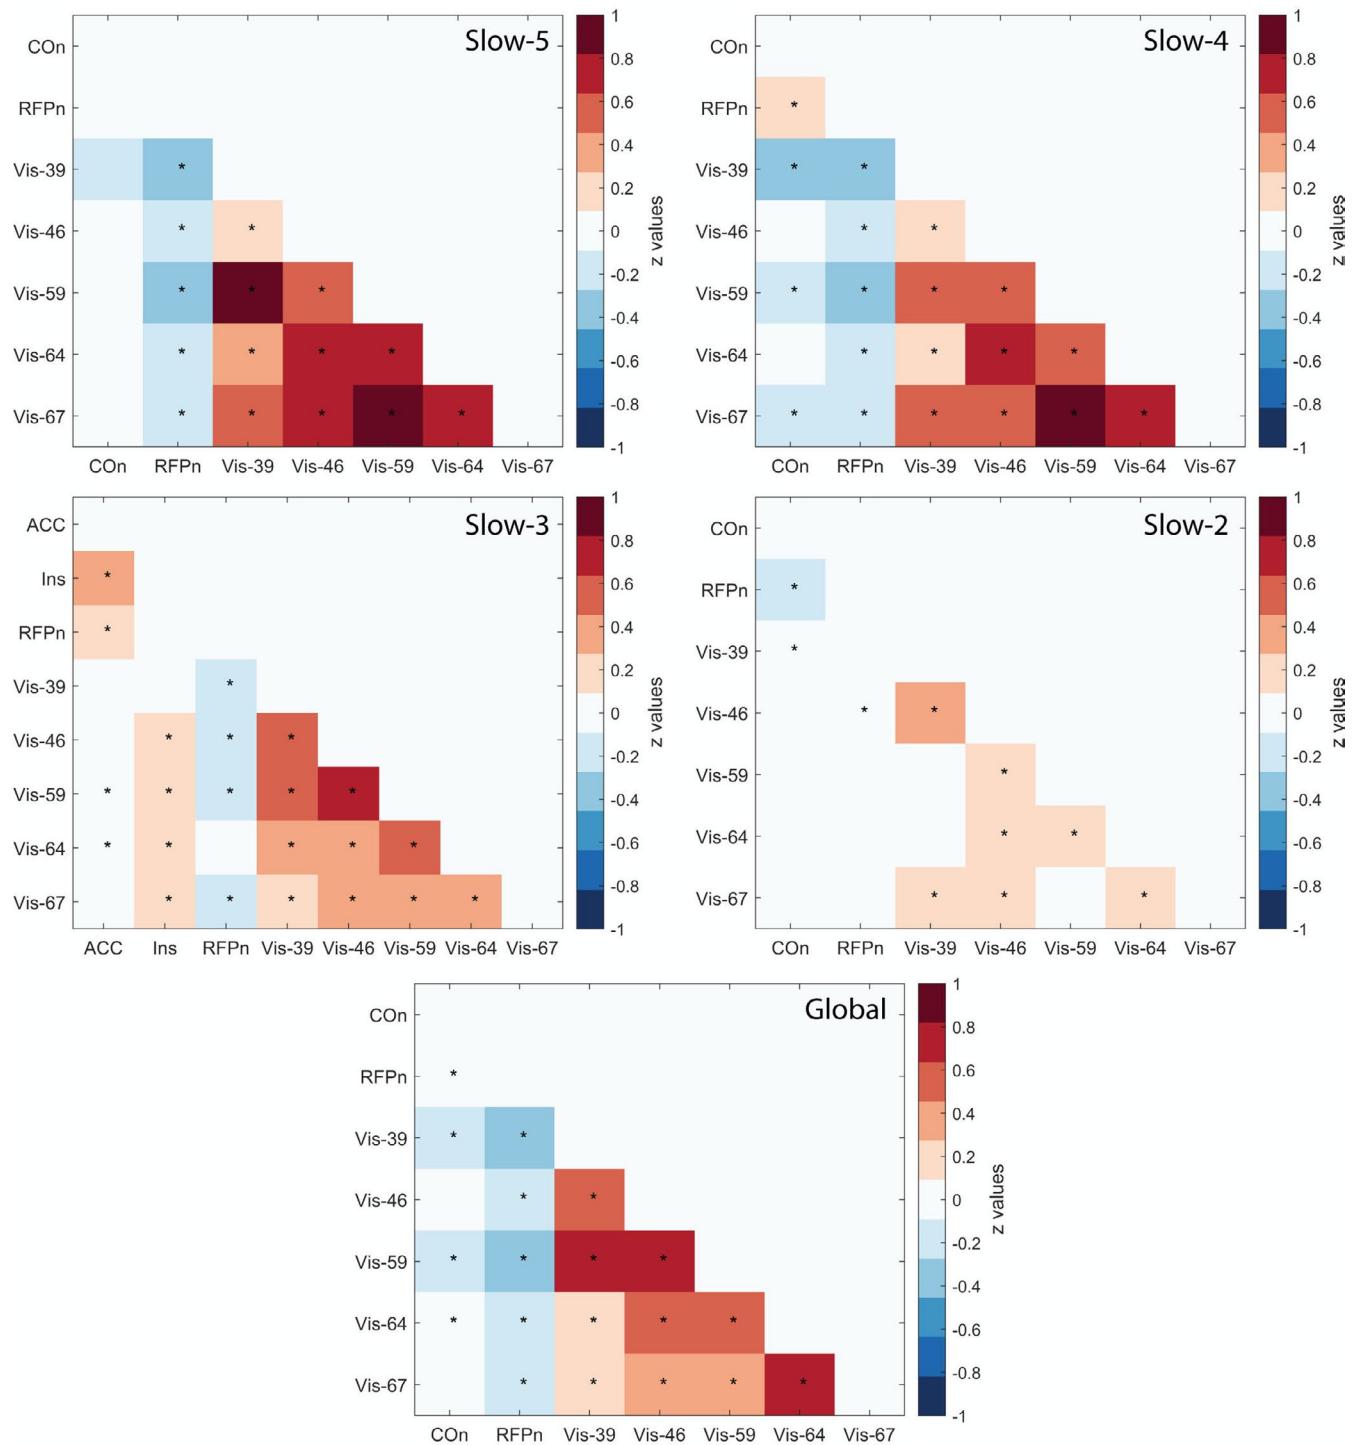 Slow-5
COn
RFPn
Vis-39
*
Vis-46
* *
Vis-59
* * *
Vis-64
* * * *
Vis-67
* * * * *
COn RFPn Vis-39 Vis-46 Vis-59 Vis-64 Vis-67
1
0.8
0.6
0.4
0.2
0
-0.2
-0.4
-0.6
-0.8
-1
z values
Slow-4
COn
RFPn
*
Vis-39
* *
Vis-46
* *
Vis-59
* * * *
Vis-64
* * * *
Vis-67
* * * * * *
COn RFPn Vis-39 Vis-46 Vis-59 Vis-64 Vis-67
1
0.8
0.6
0.4
0.2
0
-0.2
-0.4
-0.6
-0.8
-1
z values
Slow-3
ACC
Ins
*
RFPn
*
Vis-39
*
Vis-46
* * *
Vis-59
* * * * *
Vis-64
* * * * *
Vis-67
* * * * * *
ACC Ins RFPn Vis-39 Vis-46 Vis-59 Vis-64 Vis-67
1
0.8
0.6
0.4
0.2
0
-0.2
-0.4
-0.6
-0.8
-1
z values
Slow-2
COn
RFPn
*
Vis-39
*
Vis-46
* *
Vis-59
*
Vis-64
* *
Vis-67
* * *
COn RFPn Vis-39 Vis-46 Vis-59 Vis-64 Vis-67
1
0.8
0.6
0.4
0.2
0
-0.2
-0.4
-0.6
-0.8
-1
z values
Global
COn
RFPn
*
Vis-39
* *
Vis-46
* *
Vis-59
* * * *
Vis-64
* * * * *
Vis-67
* * * * *
COn RFPn Vis-39 Vis-46 Vis-59 Vis-64 Vis-67
1
0.8
0.6
0.4
0.2
0
-0.2
-0.4
-0.6
-0.8
-1
z values